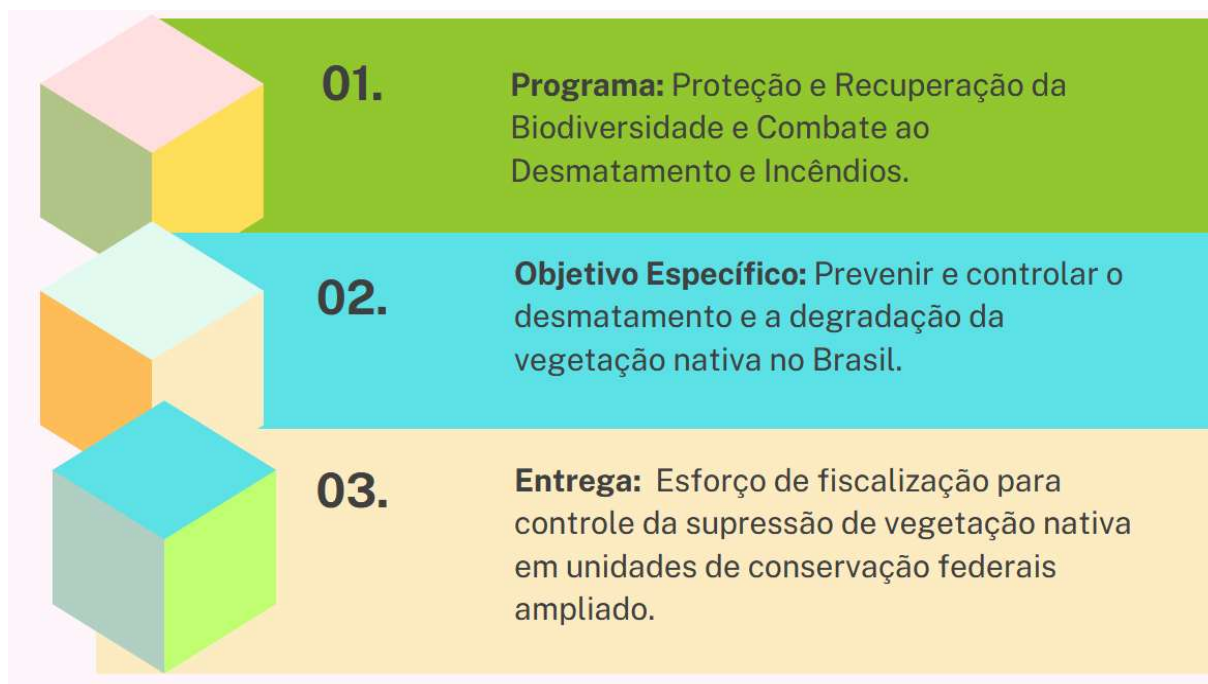 01.
Programa: Proteção e Recuperação da
Biodiversidade e Combate ao
Desmatamento e Incêndios.
02.
Objetivo Específico: Prevenir e controlar o
desmatamento e a degradação da
vegetação nativa no Brasil.
03.
Entrega: Esforço de fiscalização para
controle da supressão de vegetação nativa
em unidades de conservação federais
ampliado.